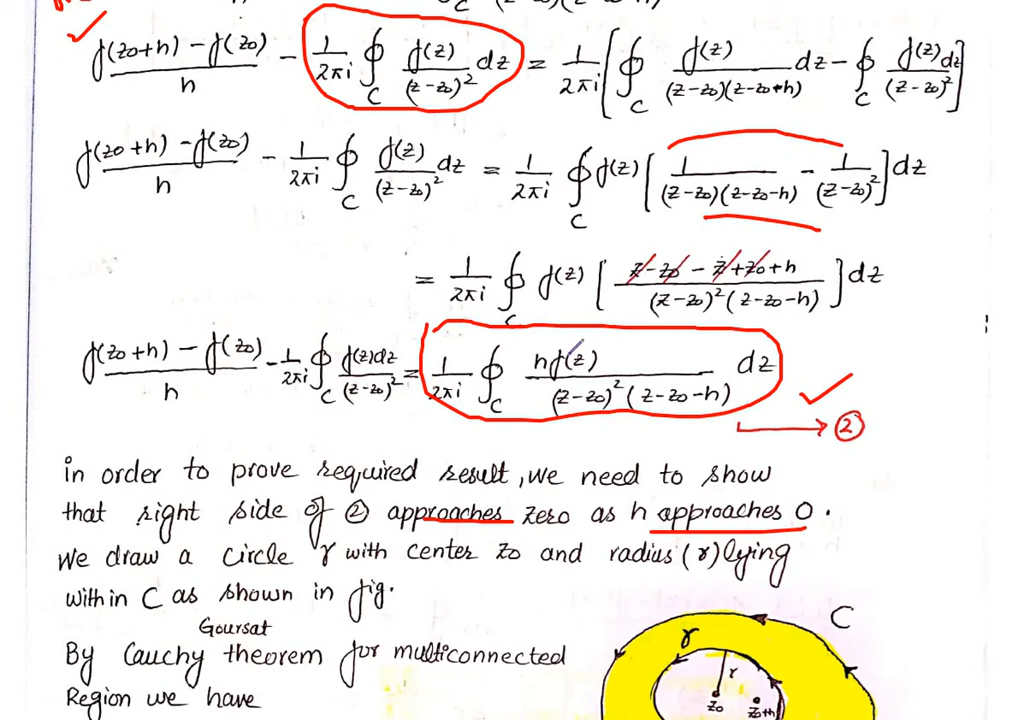 f(z0+h) - f(z0) / h - 1/2πi ∮C f(z)/(z-z0)² dz = 1/2πi [∮C f(z)/(z-z0)(z-z0+h) dz - ∮C f(z)dz/(z-z0)²]
f(z0+h) - f(z0) / h - 1/2πi ∮C f(z)/(z-z0)² dz = 1/2πi ∮C f(z) [1/(z-z0)(z-z0-h) - 1/(z-z0)²] dz
= 1/2πi ∮C f(z) [z-z0-z+z0+h / (z-z0)²(z-z0-h)] dz
f(z0+h) - f(z0) / h - 1/2πi ∮C f(z)dz/(z-z0)² = 1/2πi ∮C hf(z)/(z-z0)²(z-z0-h) dz
→ ②
in order to prove required result, we need to show
that right side of ② approaches zero as h approaches 0.
We draw a circle γ with center z0 and radius (r) lying
within C as shown in fig.
Goursat
By Cauchy theorem for multiconnected
Region we have
C
γ
r
z0 z0+h